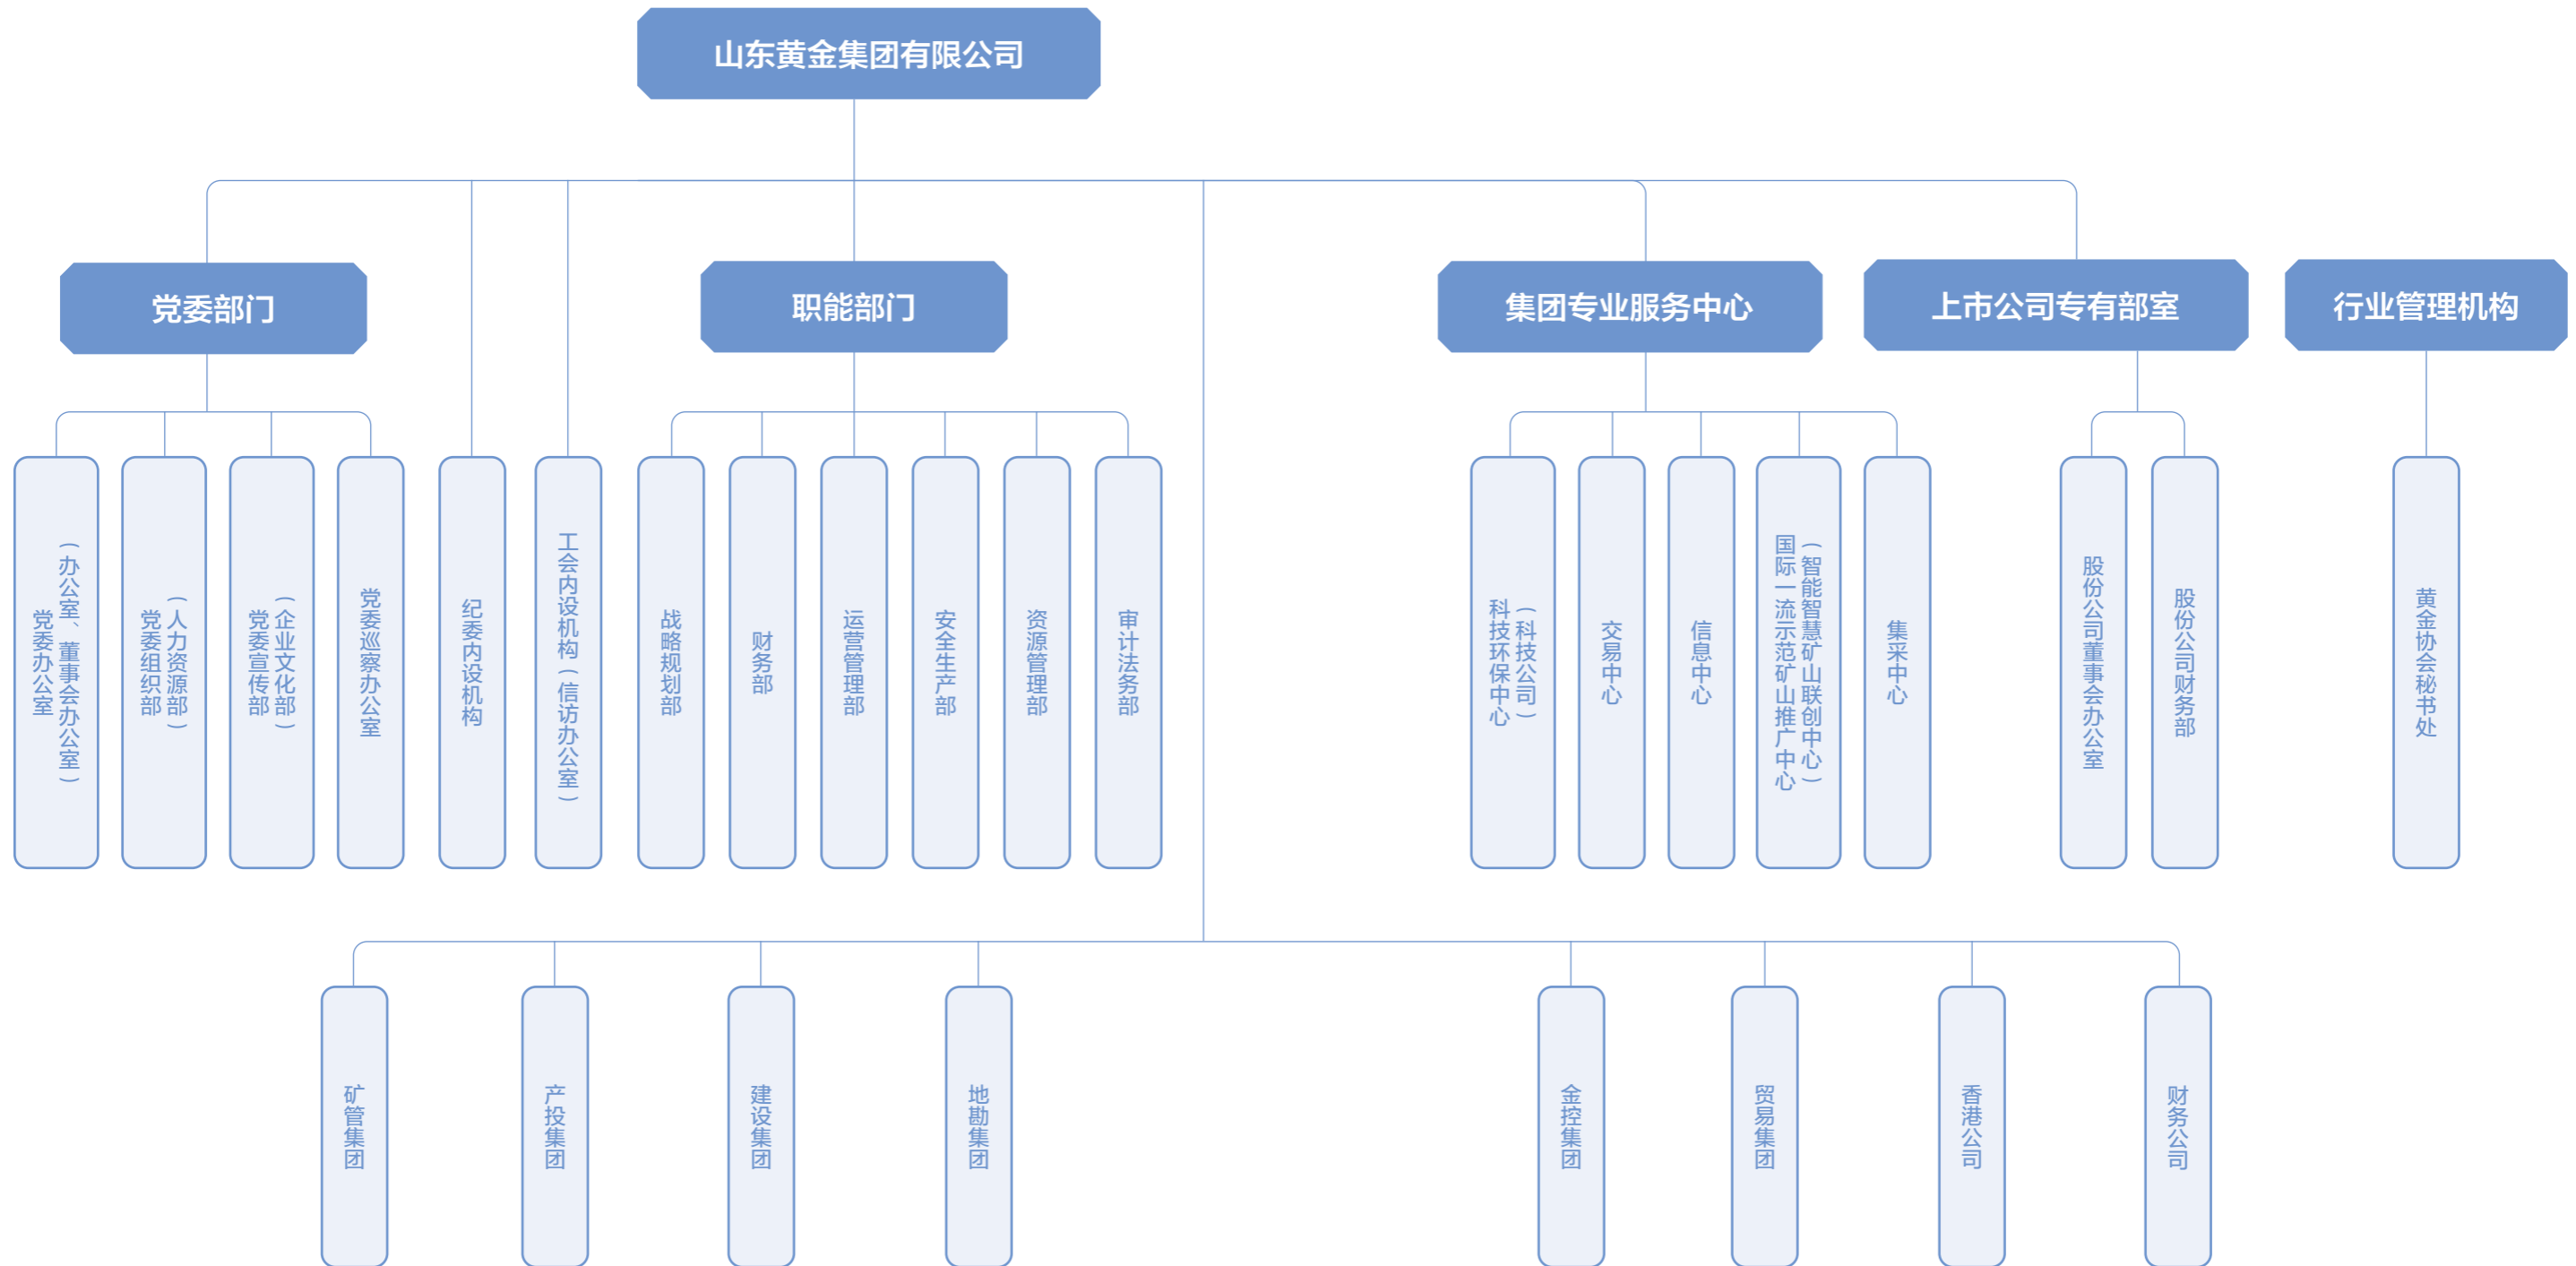 山东黄金集团有限公司
党委部门
职能部门
集团专业服务中心
上市公司专有部室
行业管理机构
党委办公室
（办公室、董事会办公室）
党委组织部
（人力资源部）
党委宣传部
（企业文化部）
党委巡察办公室
纪委内设机构
工会内设机构（信访办公室）
战略规划部
财务部
运营管理部
安全生产部
资源管理部
审计法务部
科技环保中心
（科技公司）
交易中心
信息中心
国际一流示范矿山推广中心
（智能智慧矿山联创中心）
集采中心
股份公司董事会办公室
股份公司财务部
黄金协会秘书处
矿管集团
产投集团
建设集团
地勘集团
金控集团
贸易集团
香港公司
财务公司